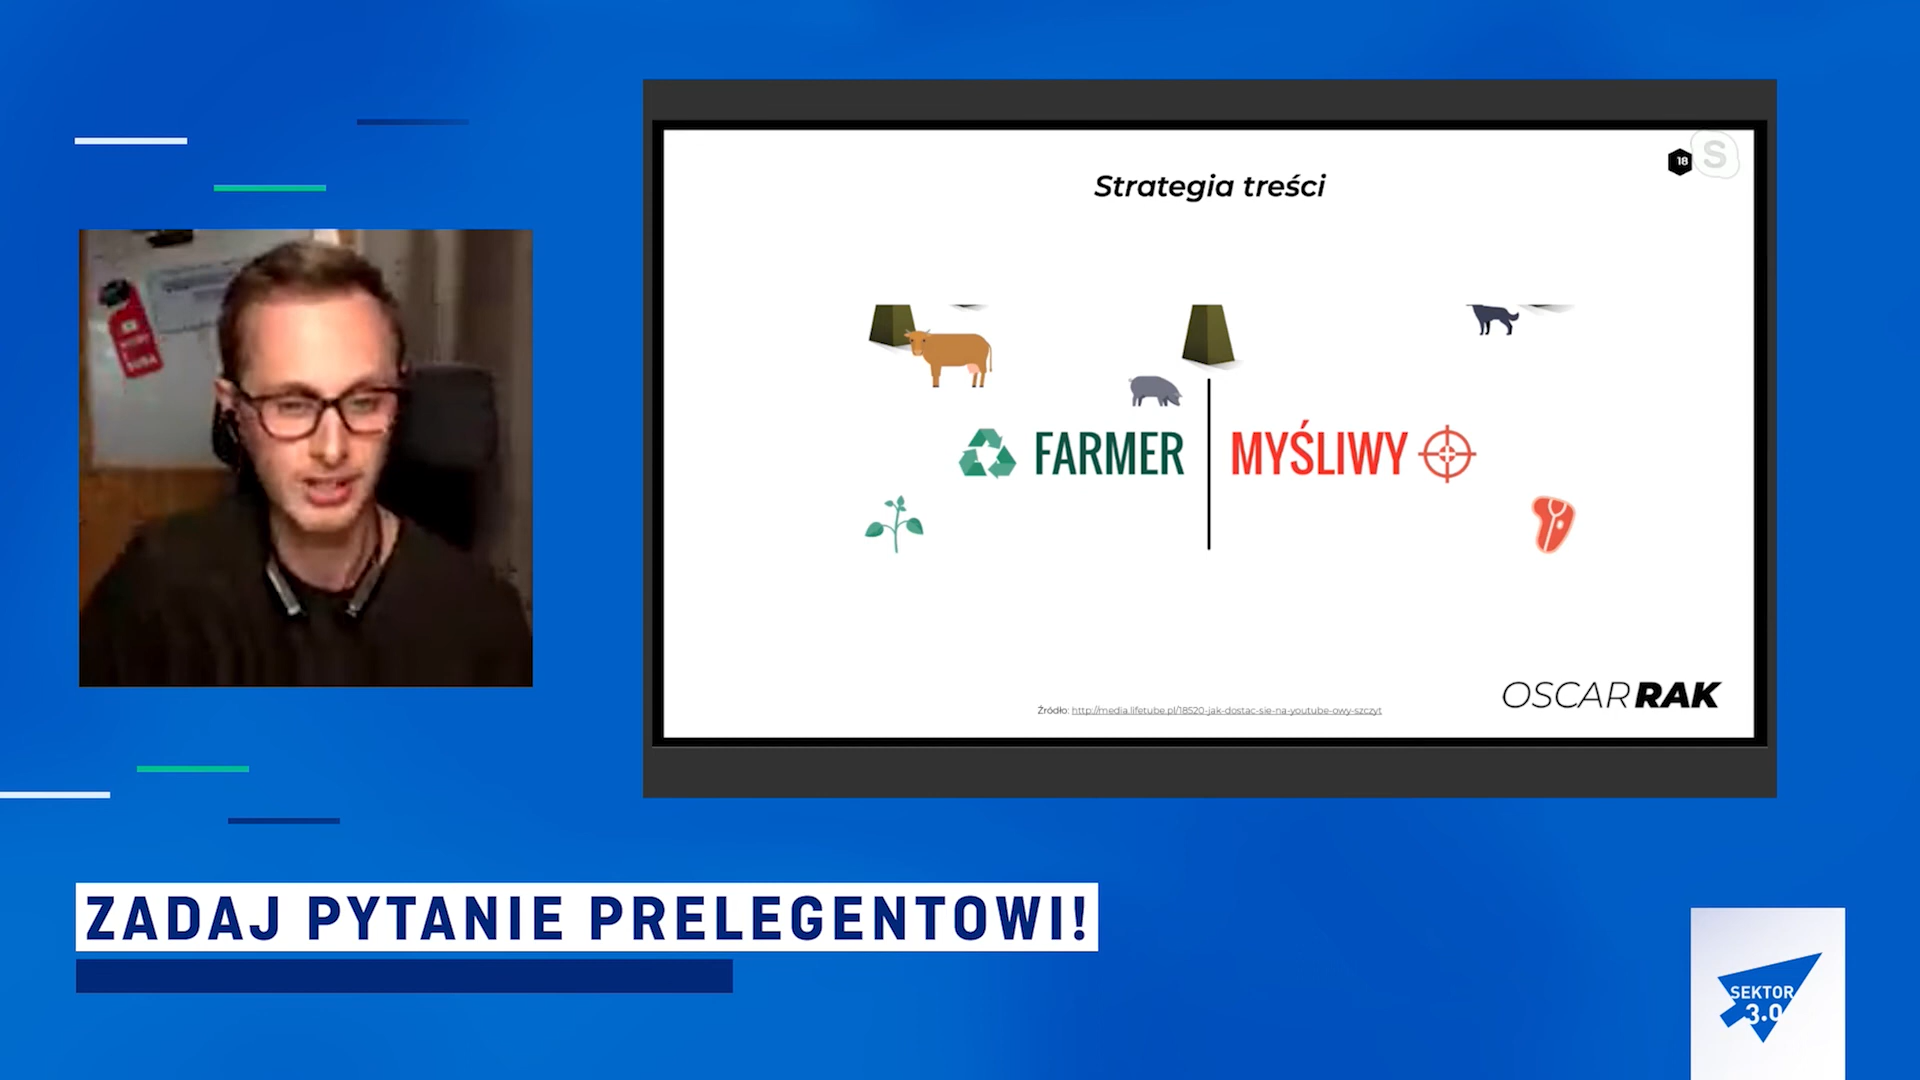 18
S
Strategia treści
FARMER
MYŚLIWY
OSCAR RAK
Źródło: http://media.lifetube.pl/18520-jak-dostac-sie-na-youtube-owy-szczyt
ZADAJ PYTANIE PRELEGENTOWI!
SEKTOR
3.0